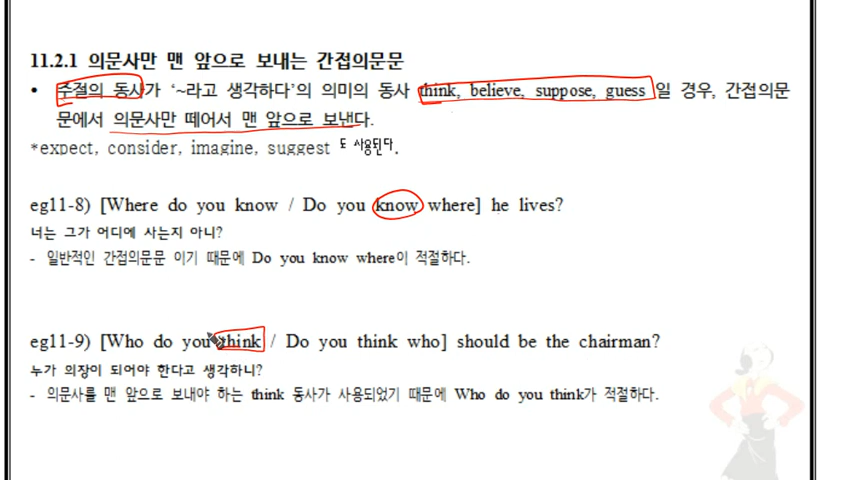 11.2.1 의문사만 맨 앞으로 보내는 간접의문문
• 주절의 동사가 '~라고 생각하다'의 의미의 동사 think, believe, suppose, guess 일 경우, 간접의문
문에서 의문사만 떼어서 맨 앞으로 보낸다.
*expect, consider, imagine, suggest 도 사용된다.
eg11-8) [Where do you know / Do you know where] he lives?
너는 그가 어디에 사는지 아니?
- 일반적인 간접의문문 이기 때문에 Do you know where이 적절하다.
eg11-9) [Who do you think / Do you think who] should be the chairman?
누가 의장이 되어야 한다고 생각하니?
- 의문사를 맨 앞으로 보내야 하는 think 동사가 사용되었기 때문에 Who do you think가 적절하다.